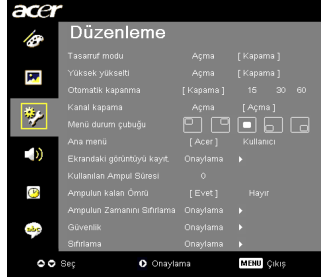 acer
Düzenleme
Tasarruf modu Açma [ Kapama ]
Yüksek yükselti Açma [ Kapama ]
Otomatik kapanma [ Kapama ] 15 30 60
Kanal kapama Açma [ Açma ]
Menü durum çubuğu
Ana menü [ Acer ] Kullanıcı
Ekrandaki görüntüyü kayıt. Onaylama
Kullanılan Ampul Süresi 0
Ampulun kalan Ömrü [ Evet ] Hayır
Ampulun Zamanını Sıfırlama Onaylama
Güvenlik Onaylama
Sıfırlama Onaylama
Seç Onaylama MENU Çıkış
abc